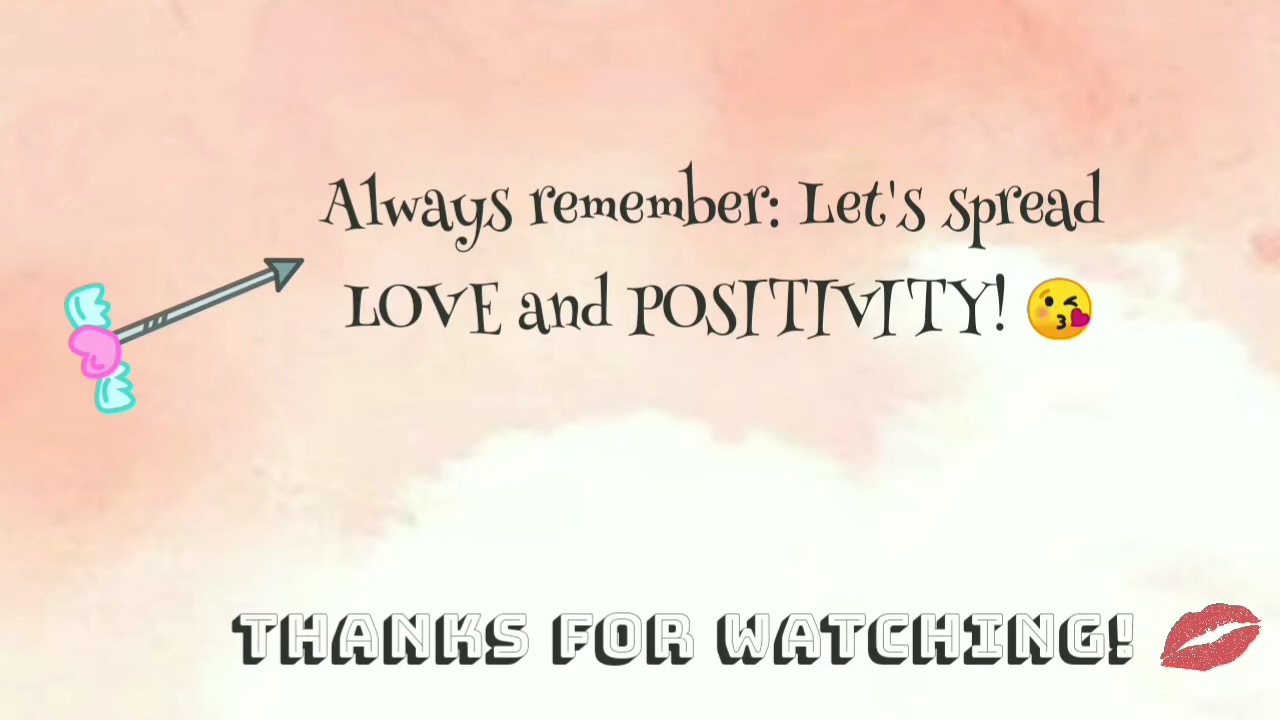 Always remember: Let's spread
LOVE and POSITIVITY! 😘
THANKS FOR WATCHING!